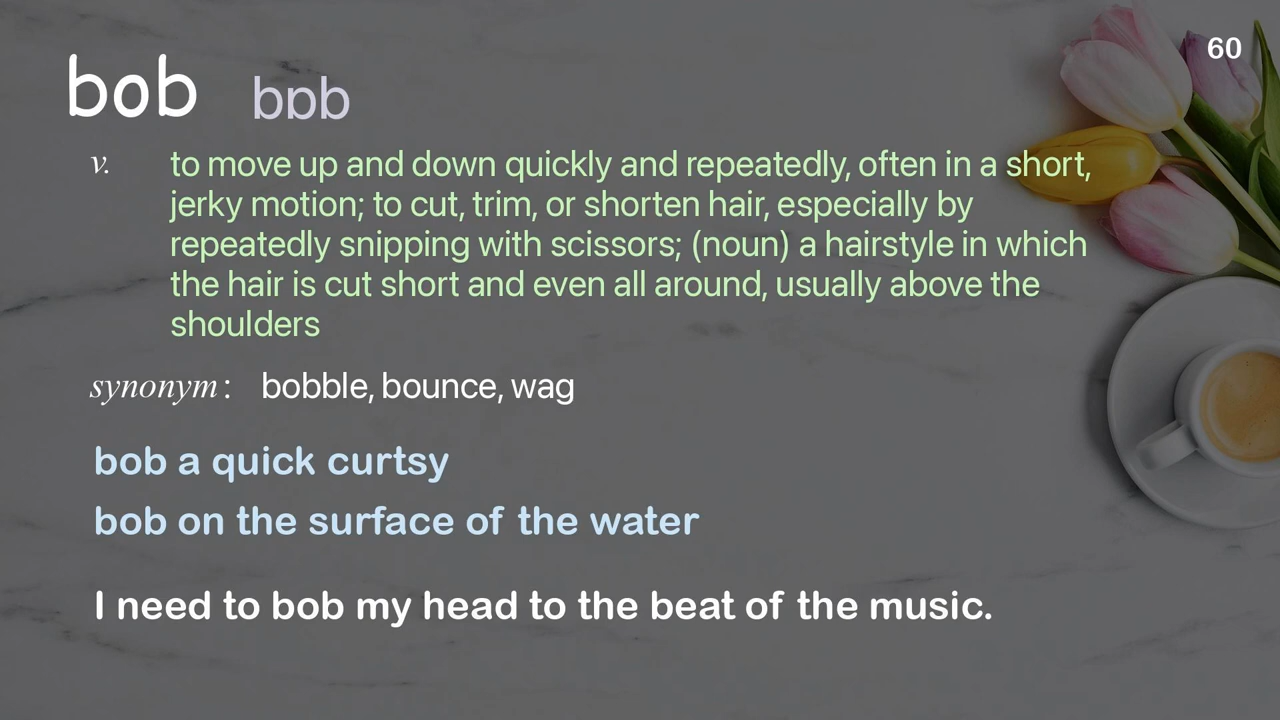 60
bob bɒb
v. to move up and down quickly and repeatedly, often in a short,
jerky motion; to cut, trim, or shorten hair, especially by
repeatedly snipping with scissors; (noun) a hairstyle in which
the hair is cut short and even all around, usually above the
shoulders
synonym: bobble, bounce, wag
bob a quick curtsy
bob on the surface of the water
I need to bob my head to the beat of the music.